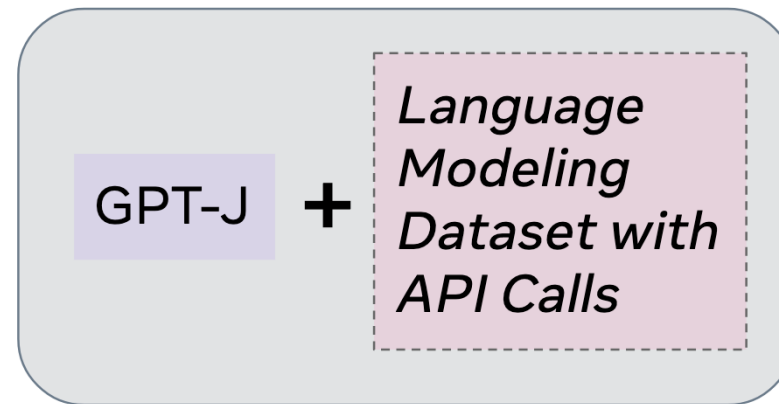 GPT-J
+
Language
Modeling
Dataset with
API Calls